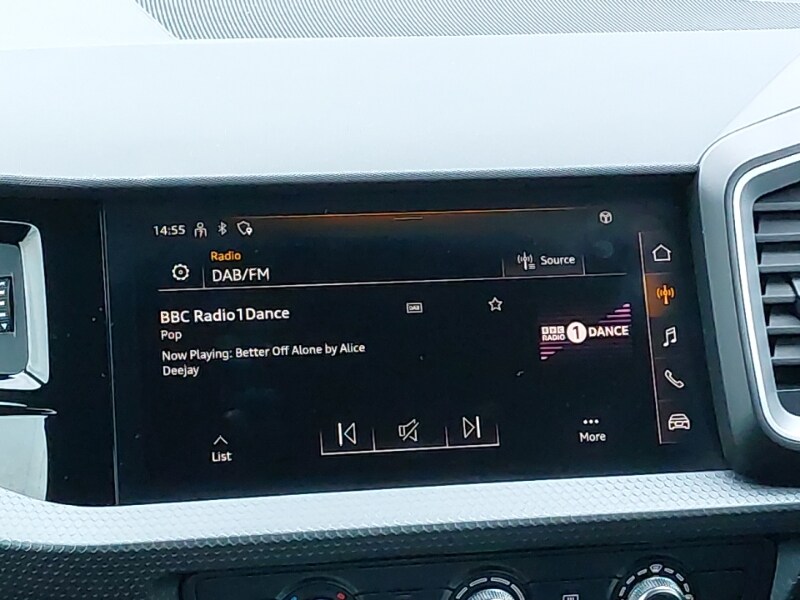 14:55
Radio
DAB/FM
Source
BBC Radio1Dance
DAB
Pop
Now Playing: Better Off Alone by Alice
Deejay
BBC
RADIO 1 DANCE
List
More